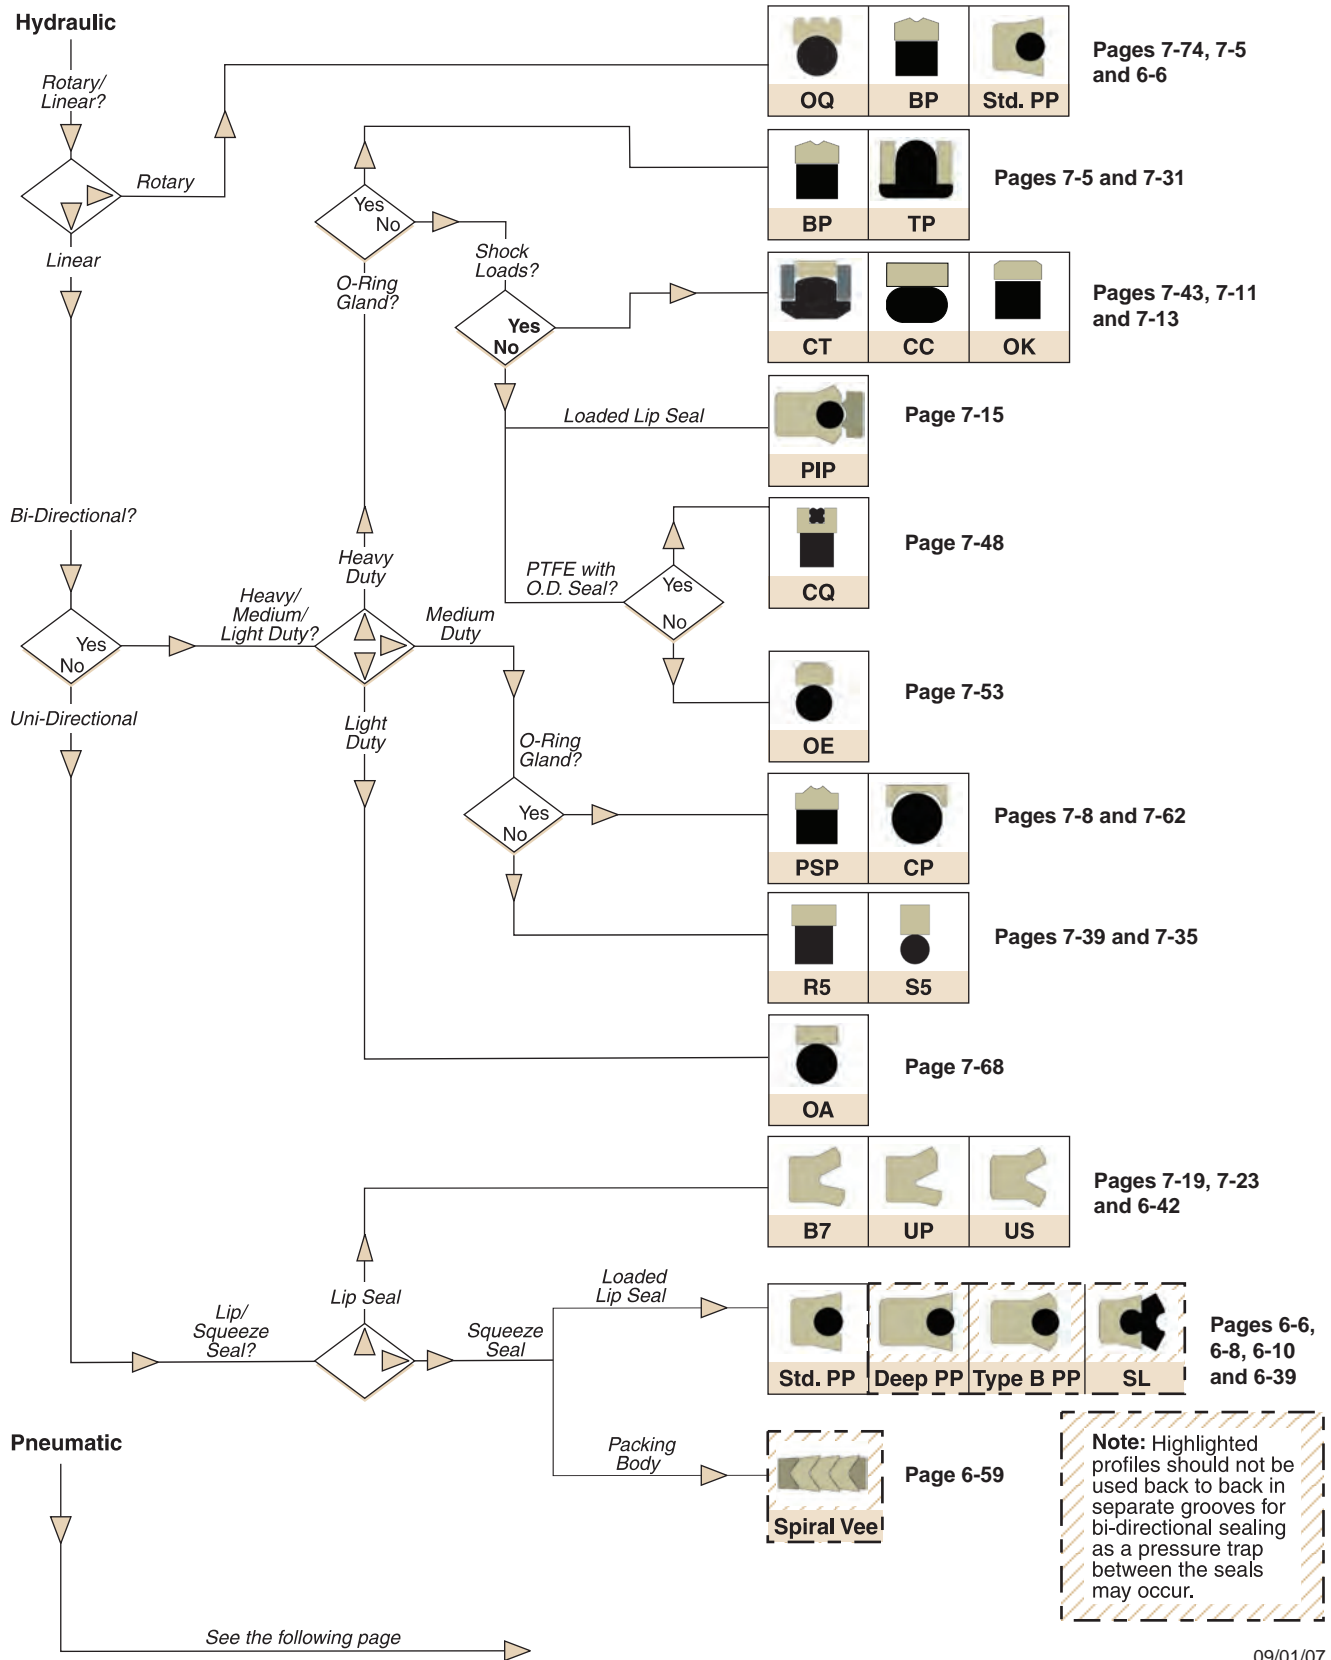 Hydraulic
Rotary/
Linear?
Rotary
Linear
OQ
BP
Std. PP
Pages 7-74, 7-5
and 6-6
Yes
No
O-Ring
Gland?
BP
TP
Pages 7-5 and 7-31
Shock
Loads?
Yes
No
CT
CC
OK
Pages 7-43, 7-11
and 7-13
Loaded Lip Seal
PIP
Page 7-15
Bi-Directional?
Yes
No
Uni-Directional
Heavy/
Medium/
Light Duty?
Heavy
Duty
Medium
Duty
Light
Duty
PTFE with
O.D. Seal?
Yes
No
CQ
Page 7-48
OE
Page 7-53
O-Ring
Gland?
Yes
No
PSP
CP
Pages 7-8 and 7-62
R5
S5
Pages 7-39 and 7-35
OA
Page 7-68
B7
UP
US
Pages 7-19, 7-23
and 6-42
Lip/
Squeeze
Seal?
Lip Seal
Squeeze
Seal
Loaded
Lip Seal
Std. PP
Deep PP
Type B PP
SL
Pages 6-6,
6-8, 6-10
and 6-39
Packing
Body
Spiral Vee
Page 6-59
Note: Highlighted
profiles should not be
used back to back in
separate grooves for
bi-directional sealing
as a pressure trap
between the seals
may occur.
Pneumatic
See the following page
09/01/07